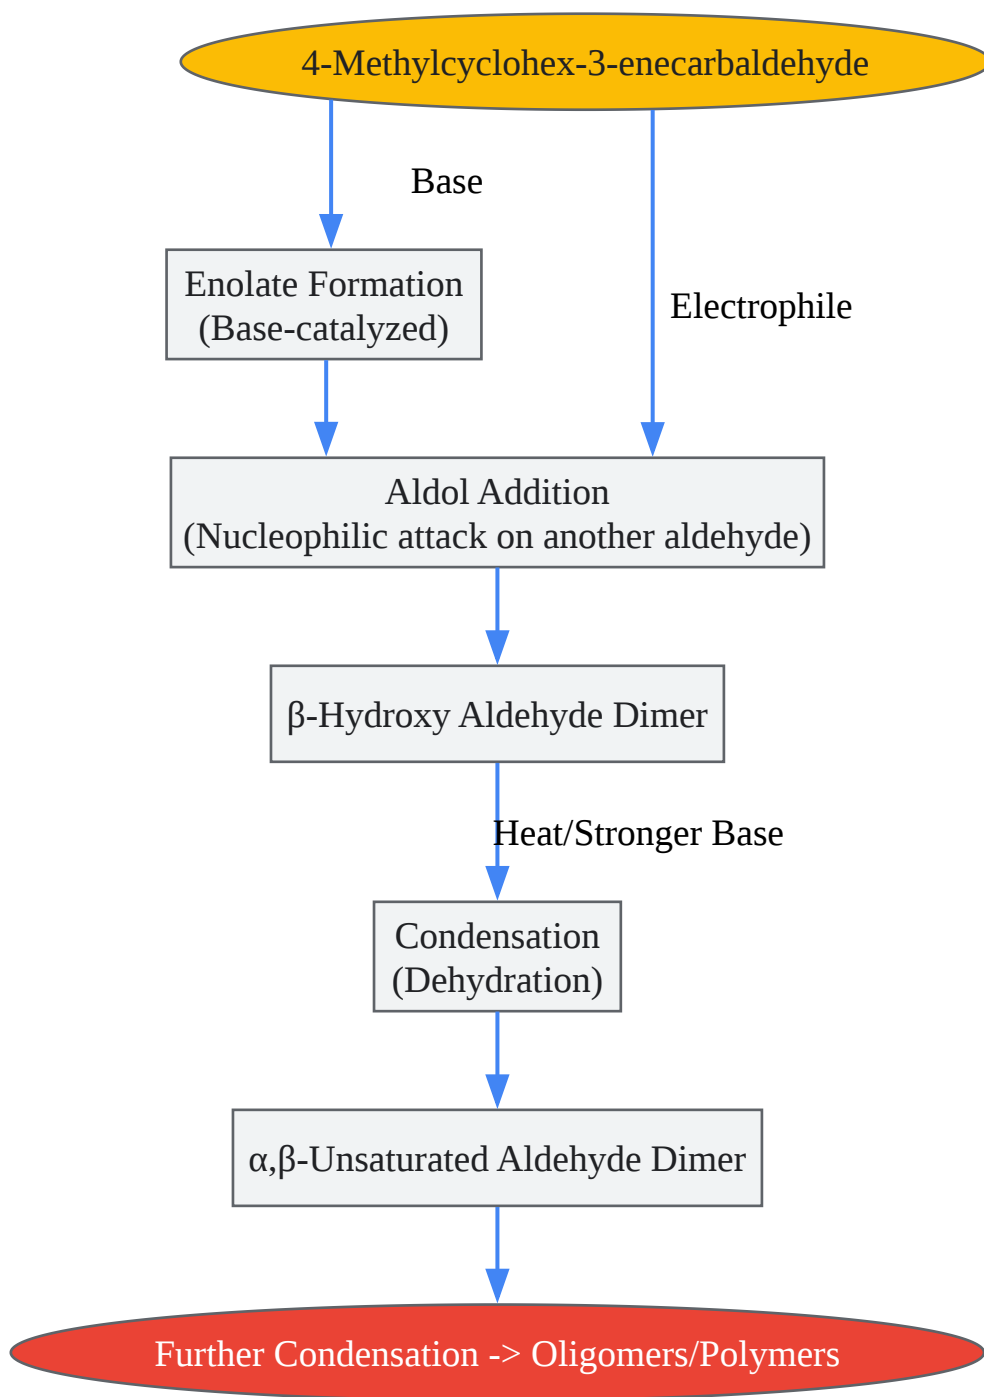 4-Methylcyclohex-3-enecarbaldehyde
Base
Enolate Formation
(Base-catalyzed)
Electrophile
Aldol Addition
(Nucleophilic attack on another aldehyde)
β-Hydroxy Aldehyde Dimer
Heat/Stronger Base
Condensation
(Dehydration)
α,β-Unsaturated Aldehyde Dimer
Further Condensation -> Oligomers/Polymers